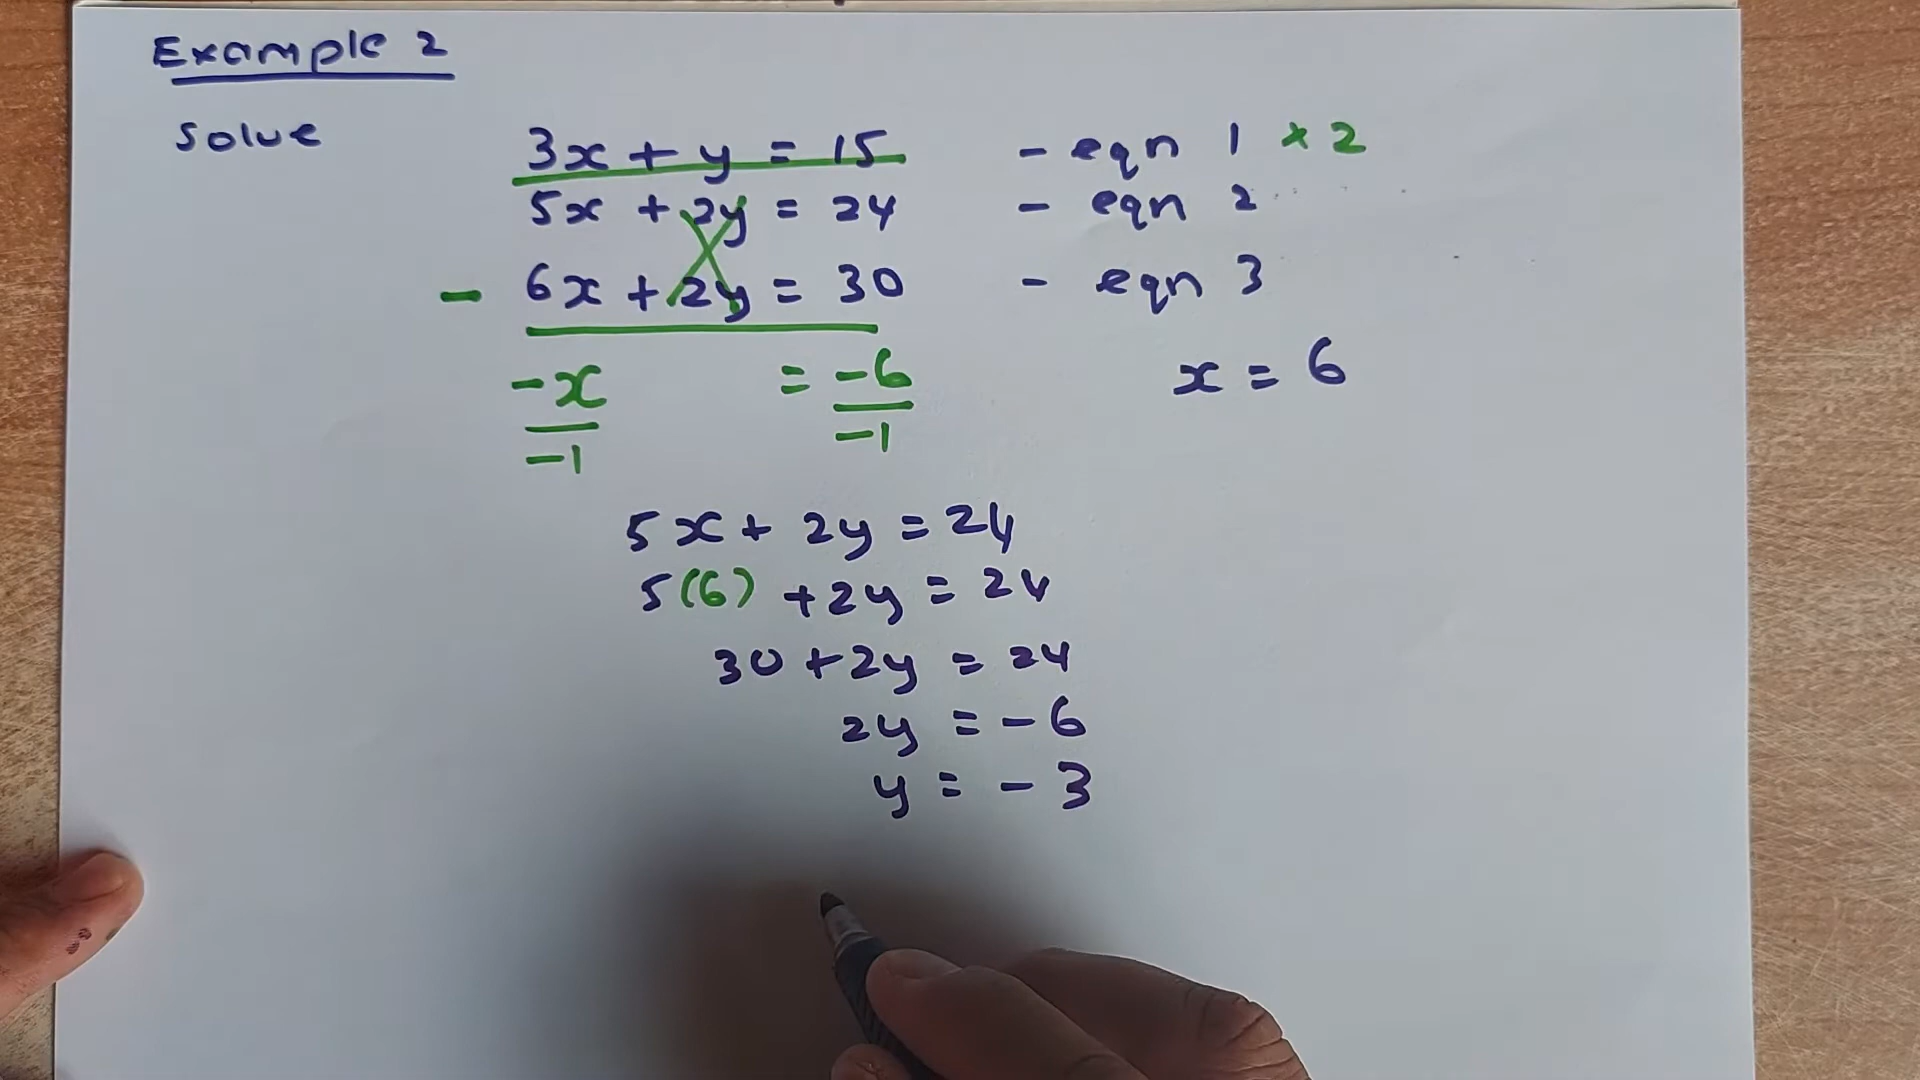 Example 2
Solve
3x + y = 15 - eqn 1 * 2
5x + 2y = 24 - eqn 2
- 6x + 2y = 30 - eqn 3
-x = -6 x = 6
-1 -1
5x + 2y = 24
5(6) + 2y = 24
30 + 2y = 24
2y = - 6
y = - 3